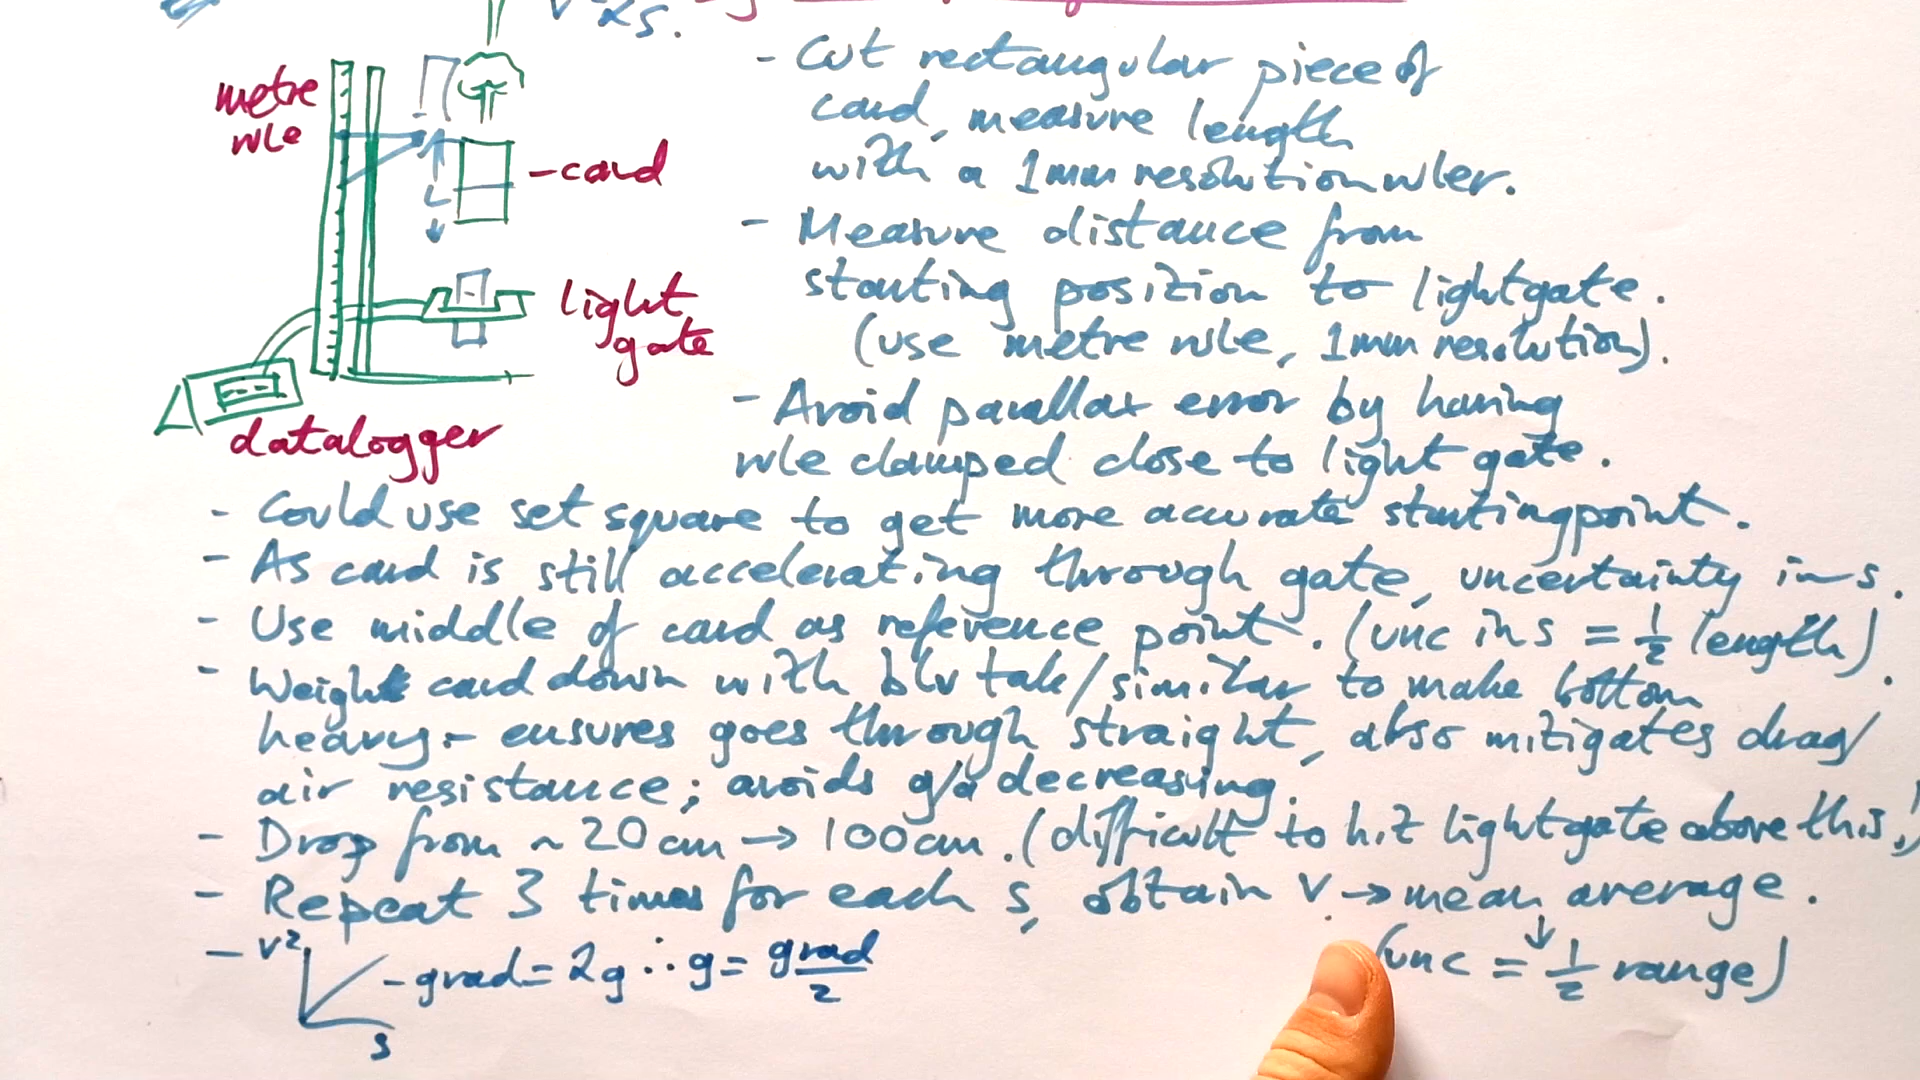 v² 2s.
metre
rule
- card
L
light
gate
datalogger
- Cut rectangular piece of
card, measure length
with a 1mm resolution ruler.
- Measure distance from
starting position to lightgate.
(use metre rule, 1mm resolution).
- Avoid parallax error by having
rule clamped close to light gate.
- Could use set square to get more accurate starting point.
- As card is still accelerating through gate, uncertainty in s.
- Use middle of card as reference point. (unc in s = 1/2 length).
- Weight card down with blu tak/similar to make bottom
heavy - ensures goes through straight, also mitigates drag/
air resistance; avoids g/a decreasing.
- Drop from ~ 20cm → 100cm. (difficult to hit lightgate above this!)
- Repeat 3 times for each s, obtain v → mean average.
↓
(unc = 1/2 range)
- v²
s
- grad = 2g ∴ g = grad/2